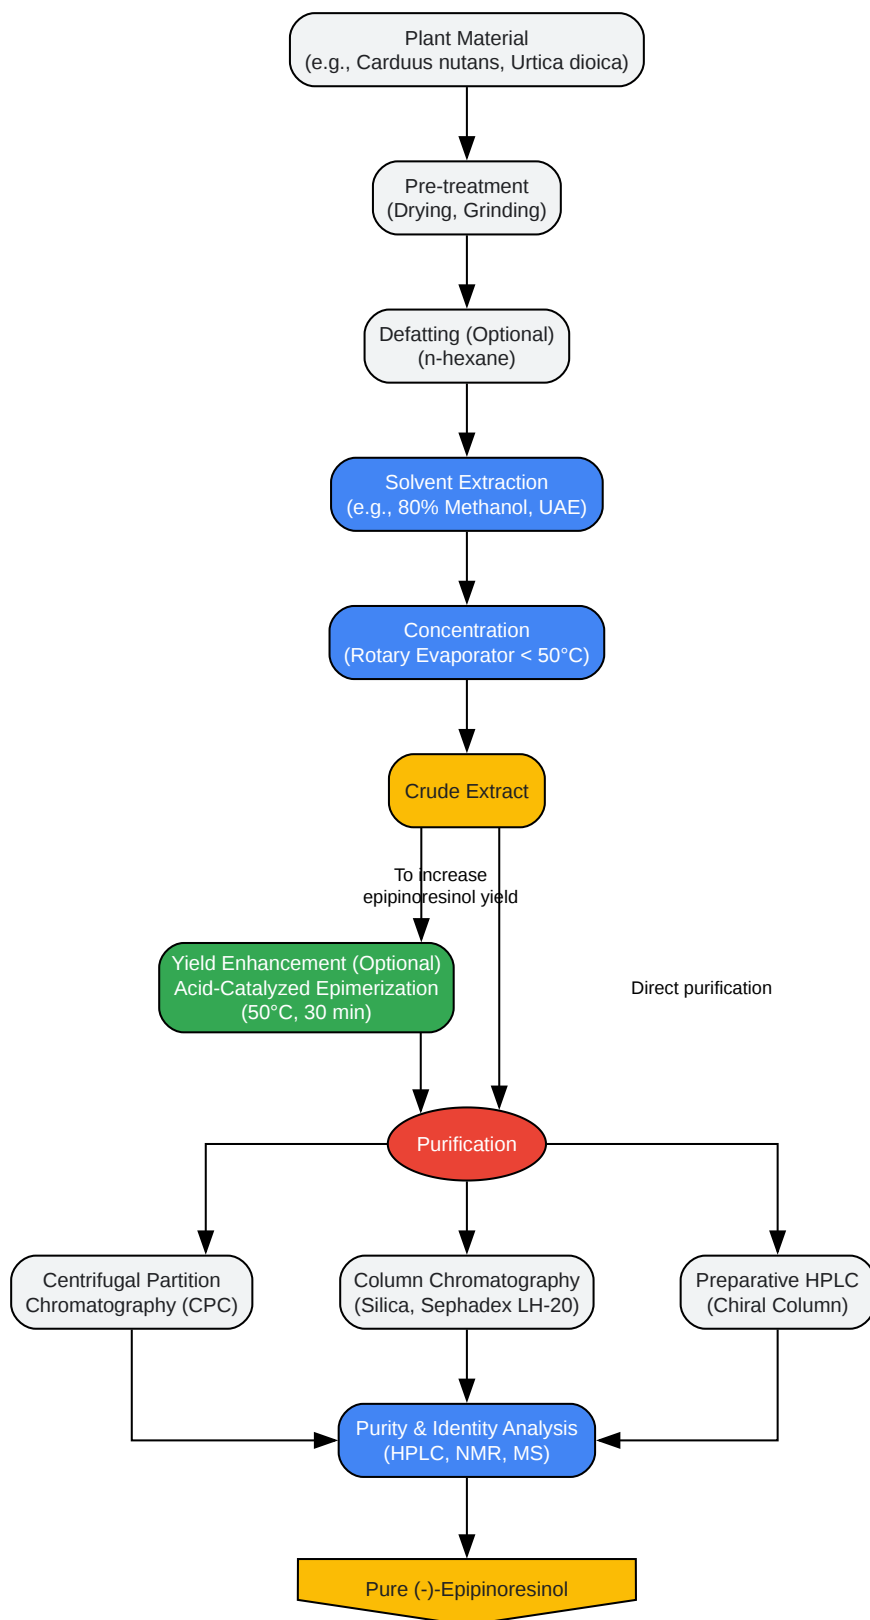 Plant Material
(e.g., Carduus nutans, Urtica dioica)
Pre-treatment
(Drying, Grinding)
Defatting (Optional)
(n-hexane)
Solvent Extraction
(e.g., 80% Methanol, UAE)
Concentration
(Rotary Evaporator < 50°C)
Crude Extract
To increase
epipinoresinol yield
Yield Enhancement (Optional)
Acid-Catalyzed Epimerization
(50°C, 30 min)
Direct purification
Purification
Centrifugal Partition
Chromatography (CPC)
Column Chromatography
(Silica, Sephadex LH-20)
Preparative HPLC
(Chiral Column)
Purity & Identity Analysis
(HPLC, NMR, MS)
Pure (-)-Epipinoresinol